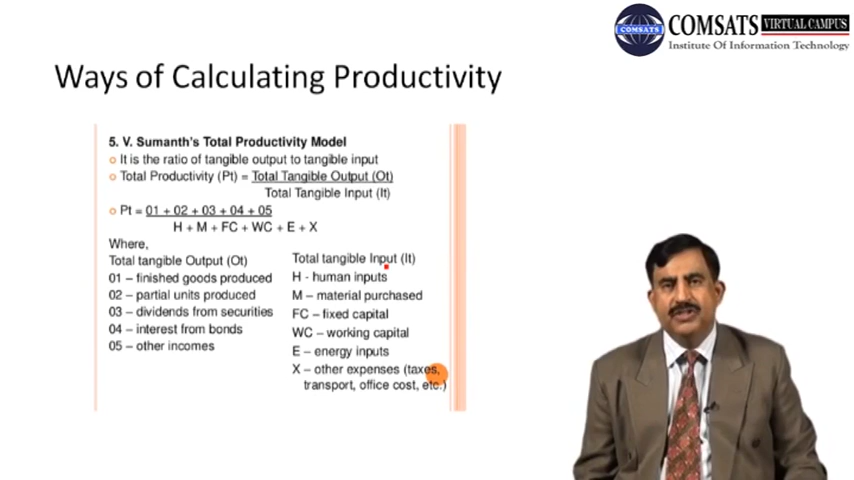 COMSATS
COMSATS VIRTUAL CAMPUS
Institute Of Information Technology
Ways of Calculating Productivity
5. V. Sumanth's Total Productivity Model
It is the ratio of tangible output to tangible input
Total Productivity (Pt) = Total Tangible Output (Ot)
Total Tangible Input (It)
Pt = 01 + 02 + 03 + 04 + 05
H + M + FC + WC + E + X
Where,
Total tangible Output (Ot)
01 – finished goods produced
02 – partial units produced
03 – dividends from securities
04 – interest from bonds
05 – other incomes
Total tangible Input (It)
H - human inputs
M – material purchased
FC – fixed capital
WC – working capital
E – energy inputs
X – other expenses (taxes,
transport, office cost, etc.)